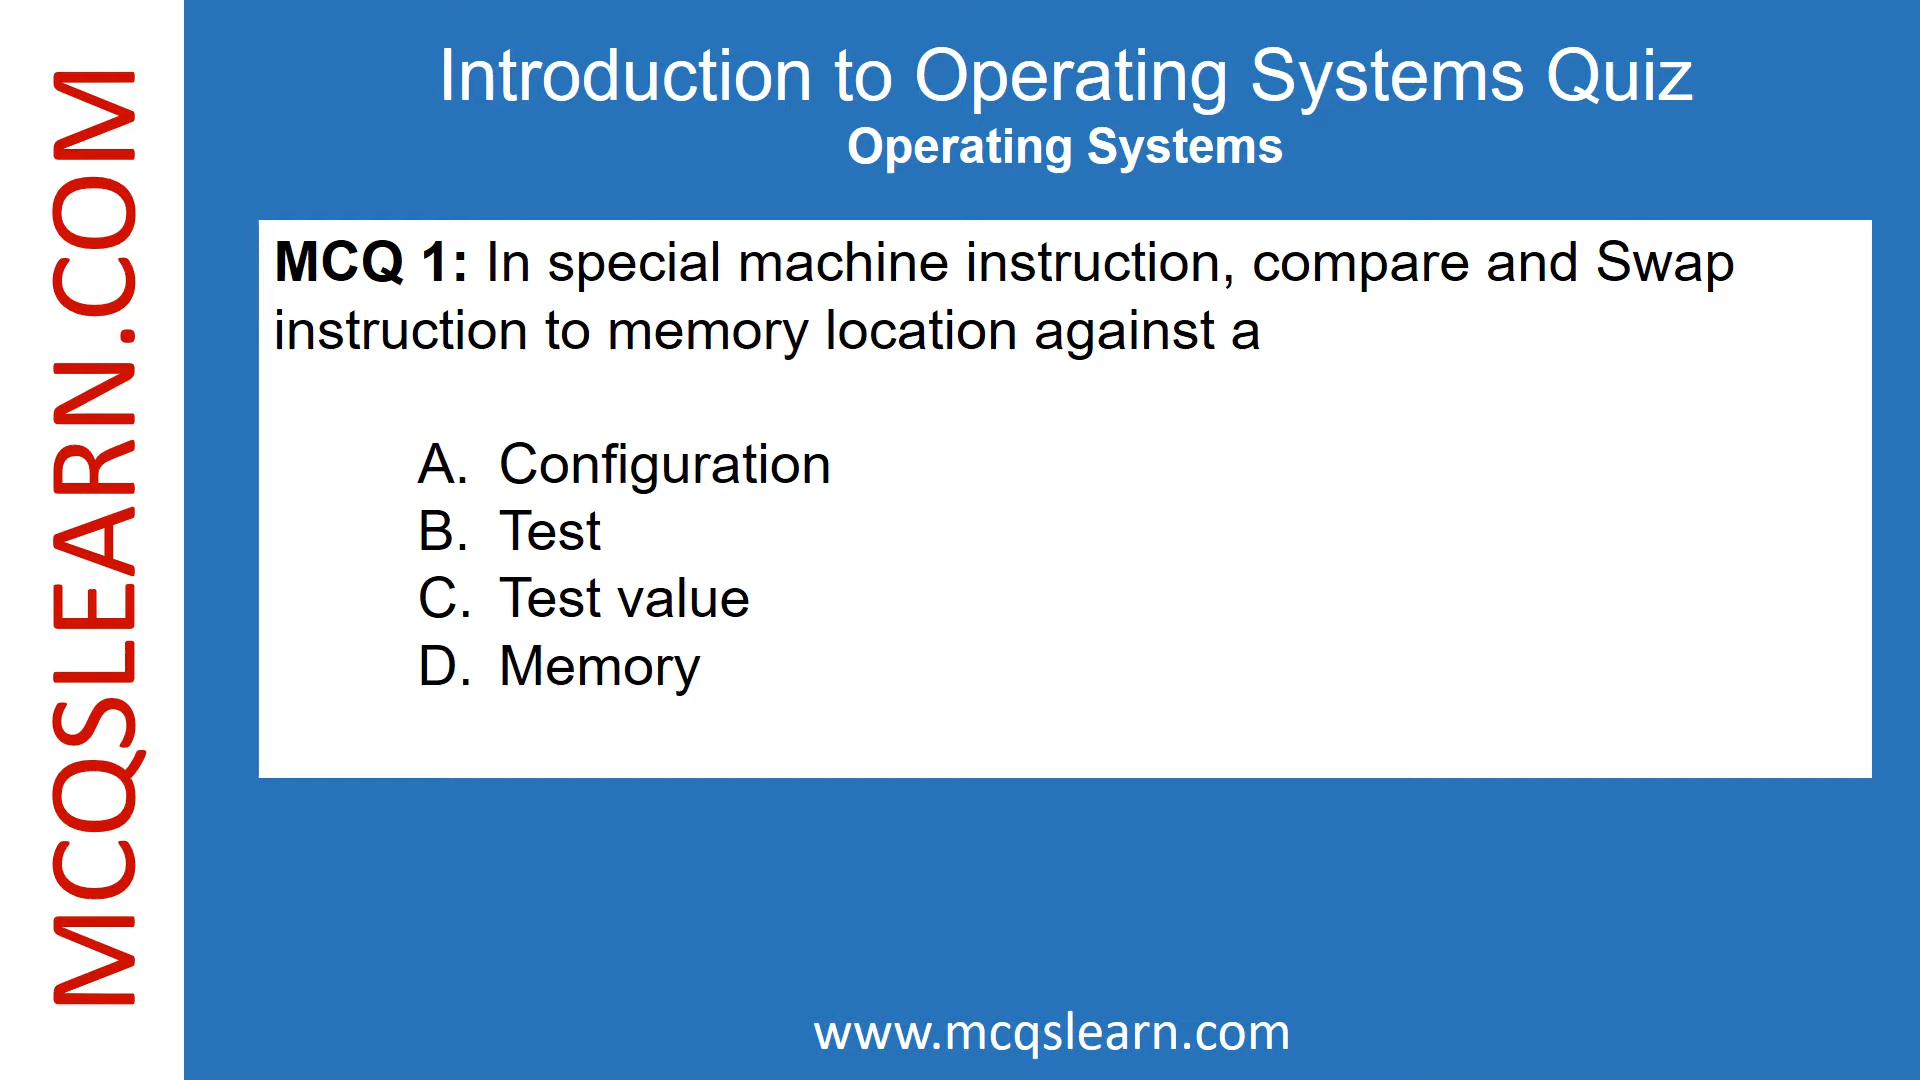 MCQSLEARN.COM
Introduction to Operating Systems Quiz
Operating Systems
MCQ 1: In special machine instruction, compare and Swap
instruction to memory location against a
A. Configuration
B. Test
C. Test value
D. Memory
www.mcqslearn.com